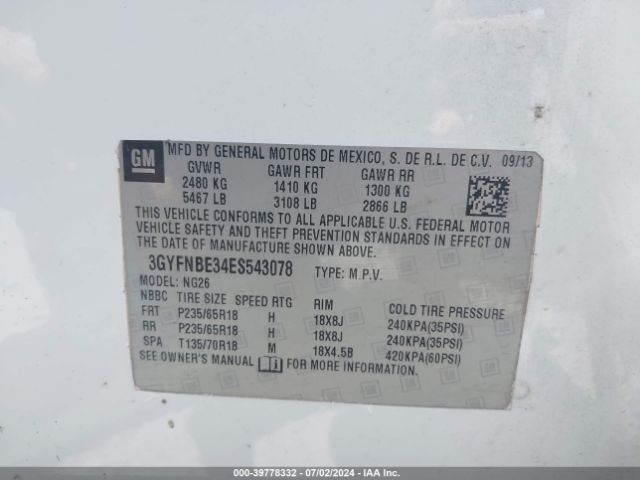 GM MFD BY GENERAL MOTORS DE MEXICO, S. DE R.L. DE C.V. 09/13
GVWR GAWR FRT GAWR RR
2480 KG 1410 KG 1300 KG
5467 LB 3108 LB 2866 LB
THIS VEHICLE CONFORMS TO ALL APPLICABLE U.S. FEDERAL MOTOR
VEHICLE SAFETY AND THEFT PREVENTION STANDARDS IN EFFECT ON
THE DATE OF MANUFACTURE SHOWN ABOVE.
3GYFNBE34ES543078 TYPE: M.P.V.
MODEL: NG26
NBBC TIRE SIZE SPEED RTG RIM COLD TIRE PRESSURE
FRT P235/65R18 H 18X8J 240KPA(35PSI)
RR P235/65R18 H 18X8J 240KPA(35PSI)
SPA T135/70R18 M 18X4.5B 420KPA(60PSI)
SEE OWNER'S MANUAL FOR MORE INFORMATION.
000-39778332 - 07/02/2024 - IAA Inc.